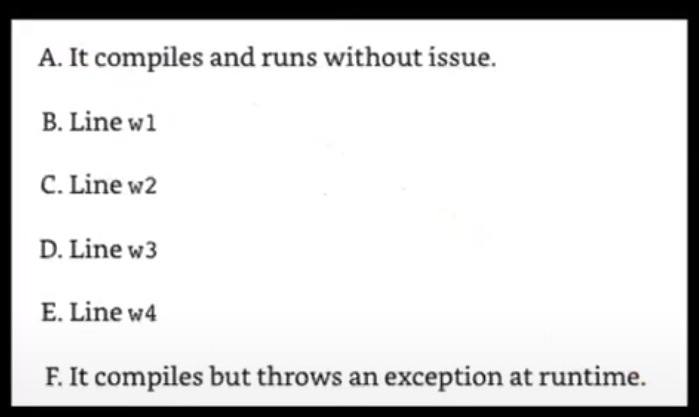 A. It compiles and runs without issue.
B. Line w1
C. Line w2
D. Line w3
E. Line w4
F. It compiles but throws an exception at runtime.